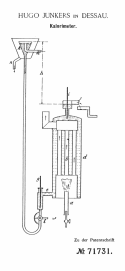 HUGO JUNKERS IN DESSAU.
Kalorimeter.
Zu der Patentschrift
№ 71731.